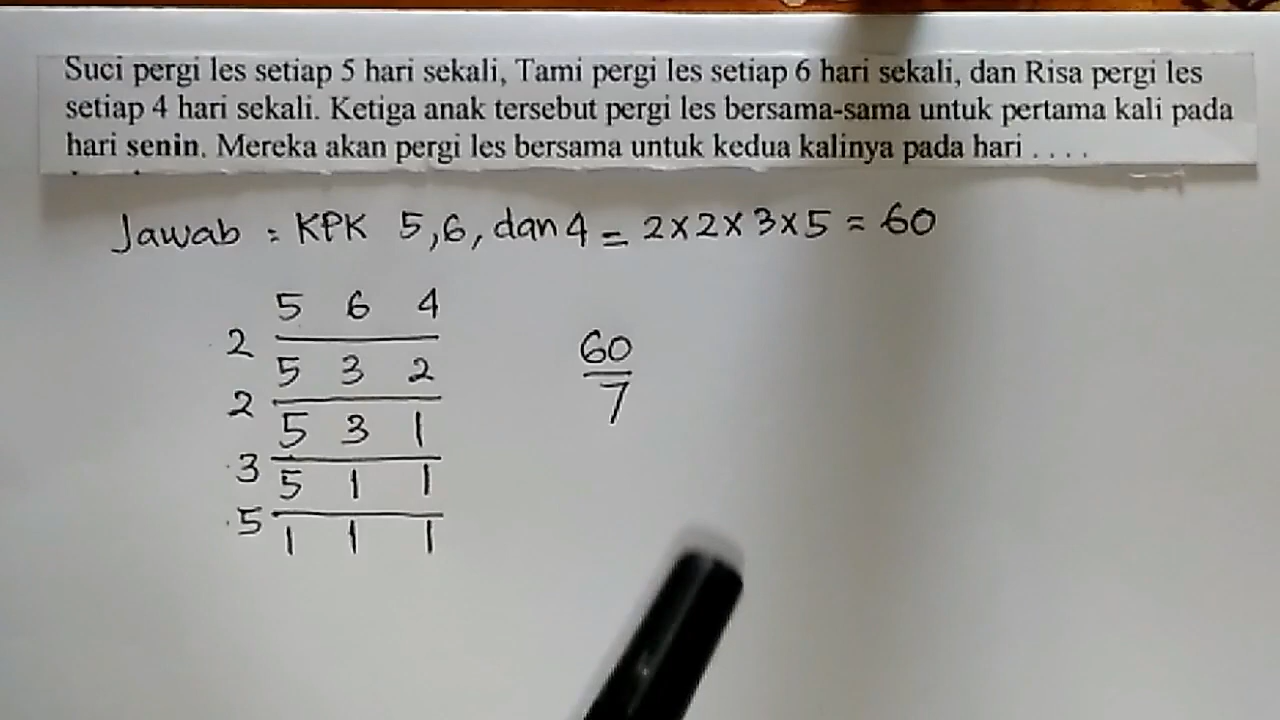 Suci pergi les setiap 5 hari sekali, Tami pergi les setiap 6 hari sekali, dan Risa pergi les
setiap 4 hari sekali. Ketiga anak tersebut pergi les bersama-sama untuk pertama kali pada
hari senin. Mereka akan pergi les bersama untuk kedua kalinya pada hari . . . .
Jawab : KPK 5, 6, dan 4 = 2 x 2 x 3 x 5 = 60
5 6 4
2
5 3 2
2
5 3 1
3
5 1 1
5
1 1 1
60
7